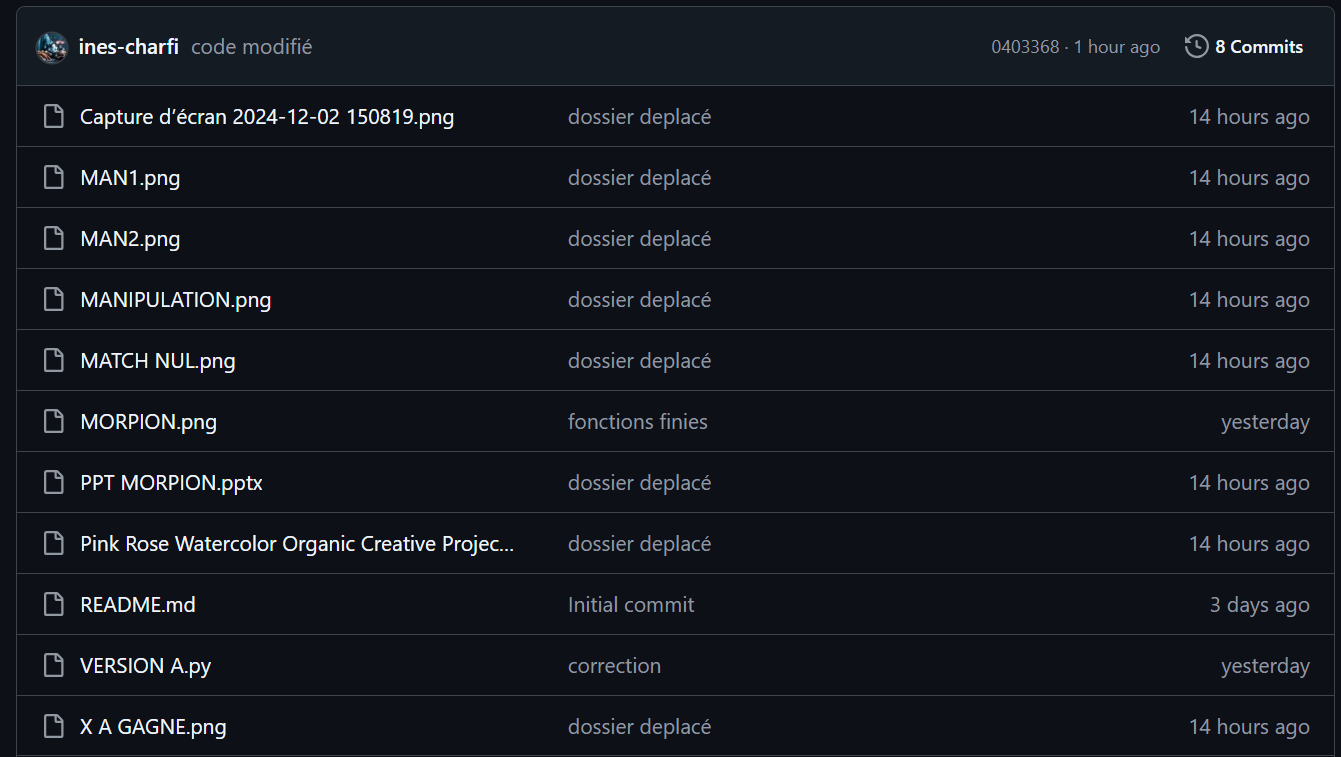 ines-charfi code modifié 0403368 · 1 hour ago 8 Commits
Capture d’écran 2024-12-02 150819.png dossier deplacé 14 hours ago
MAN1.png dossier deplacé 14 hours ago
MAN2.png dossier deplacé 14 hours ago
MANIPULATION.png dossier deplacé 14 hours ago
MATCH NUL.png dossier deplacé 14 hours ago
MORPION.png fonctions finies yesterday
PPT MORPION.pptx dossier deplacé 14 hours ago
Pink Rose Watercolor Organic Creative Projec... dossier deplacé 14 hours ago
README.md Initial commit 3 days ago
VERSION A.py correction yesterday
X A GAGNE.png dossier deplacé 14 hours ago